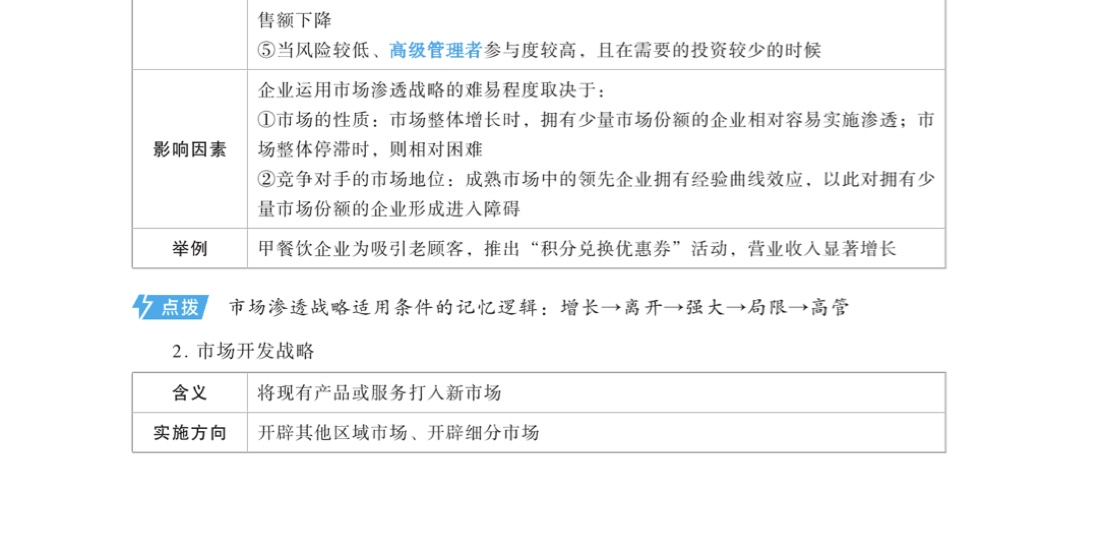 售额下降
⑤当风险较低、高级管理者参与度较高，且在需要的投资较少的时候
影响因素
企业运用市场渗透战略的难易程度取决于：
①市场的性质：市场整体增长时，拥有少量市场份额的企业相对容易实施渗透；市
场整体停滞时，则相对困难
②竞争对手的市场地位：成熟市场中的领先企业拥有经验曲线效应，以此对拥有少
量市场份额的企业形成进入障碍
举例
甲餐饮企业为吸引老顾客，推出“积分兑换优惠券”活动，营业收入显著增长
点拨 市场渗透战略适用条件的记忆逻辑：增长→离开→强大→局限→高管
2. 市场开发战略
含义
将现有产品或服务打入新市场
实施方向
开辟其他区域市场、开辟细分市场